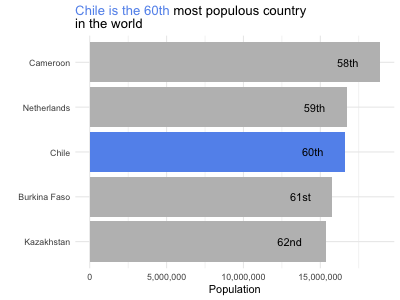 Chile is the 60th most populous country
in the world
Cameroon
58th
Netherlands
59th
Chile
60th
Burkina Faso
61st
Kazakhstan
62nd
0
5,000,000
10,000,000
15,000,000
Population